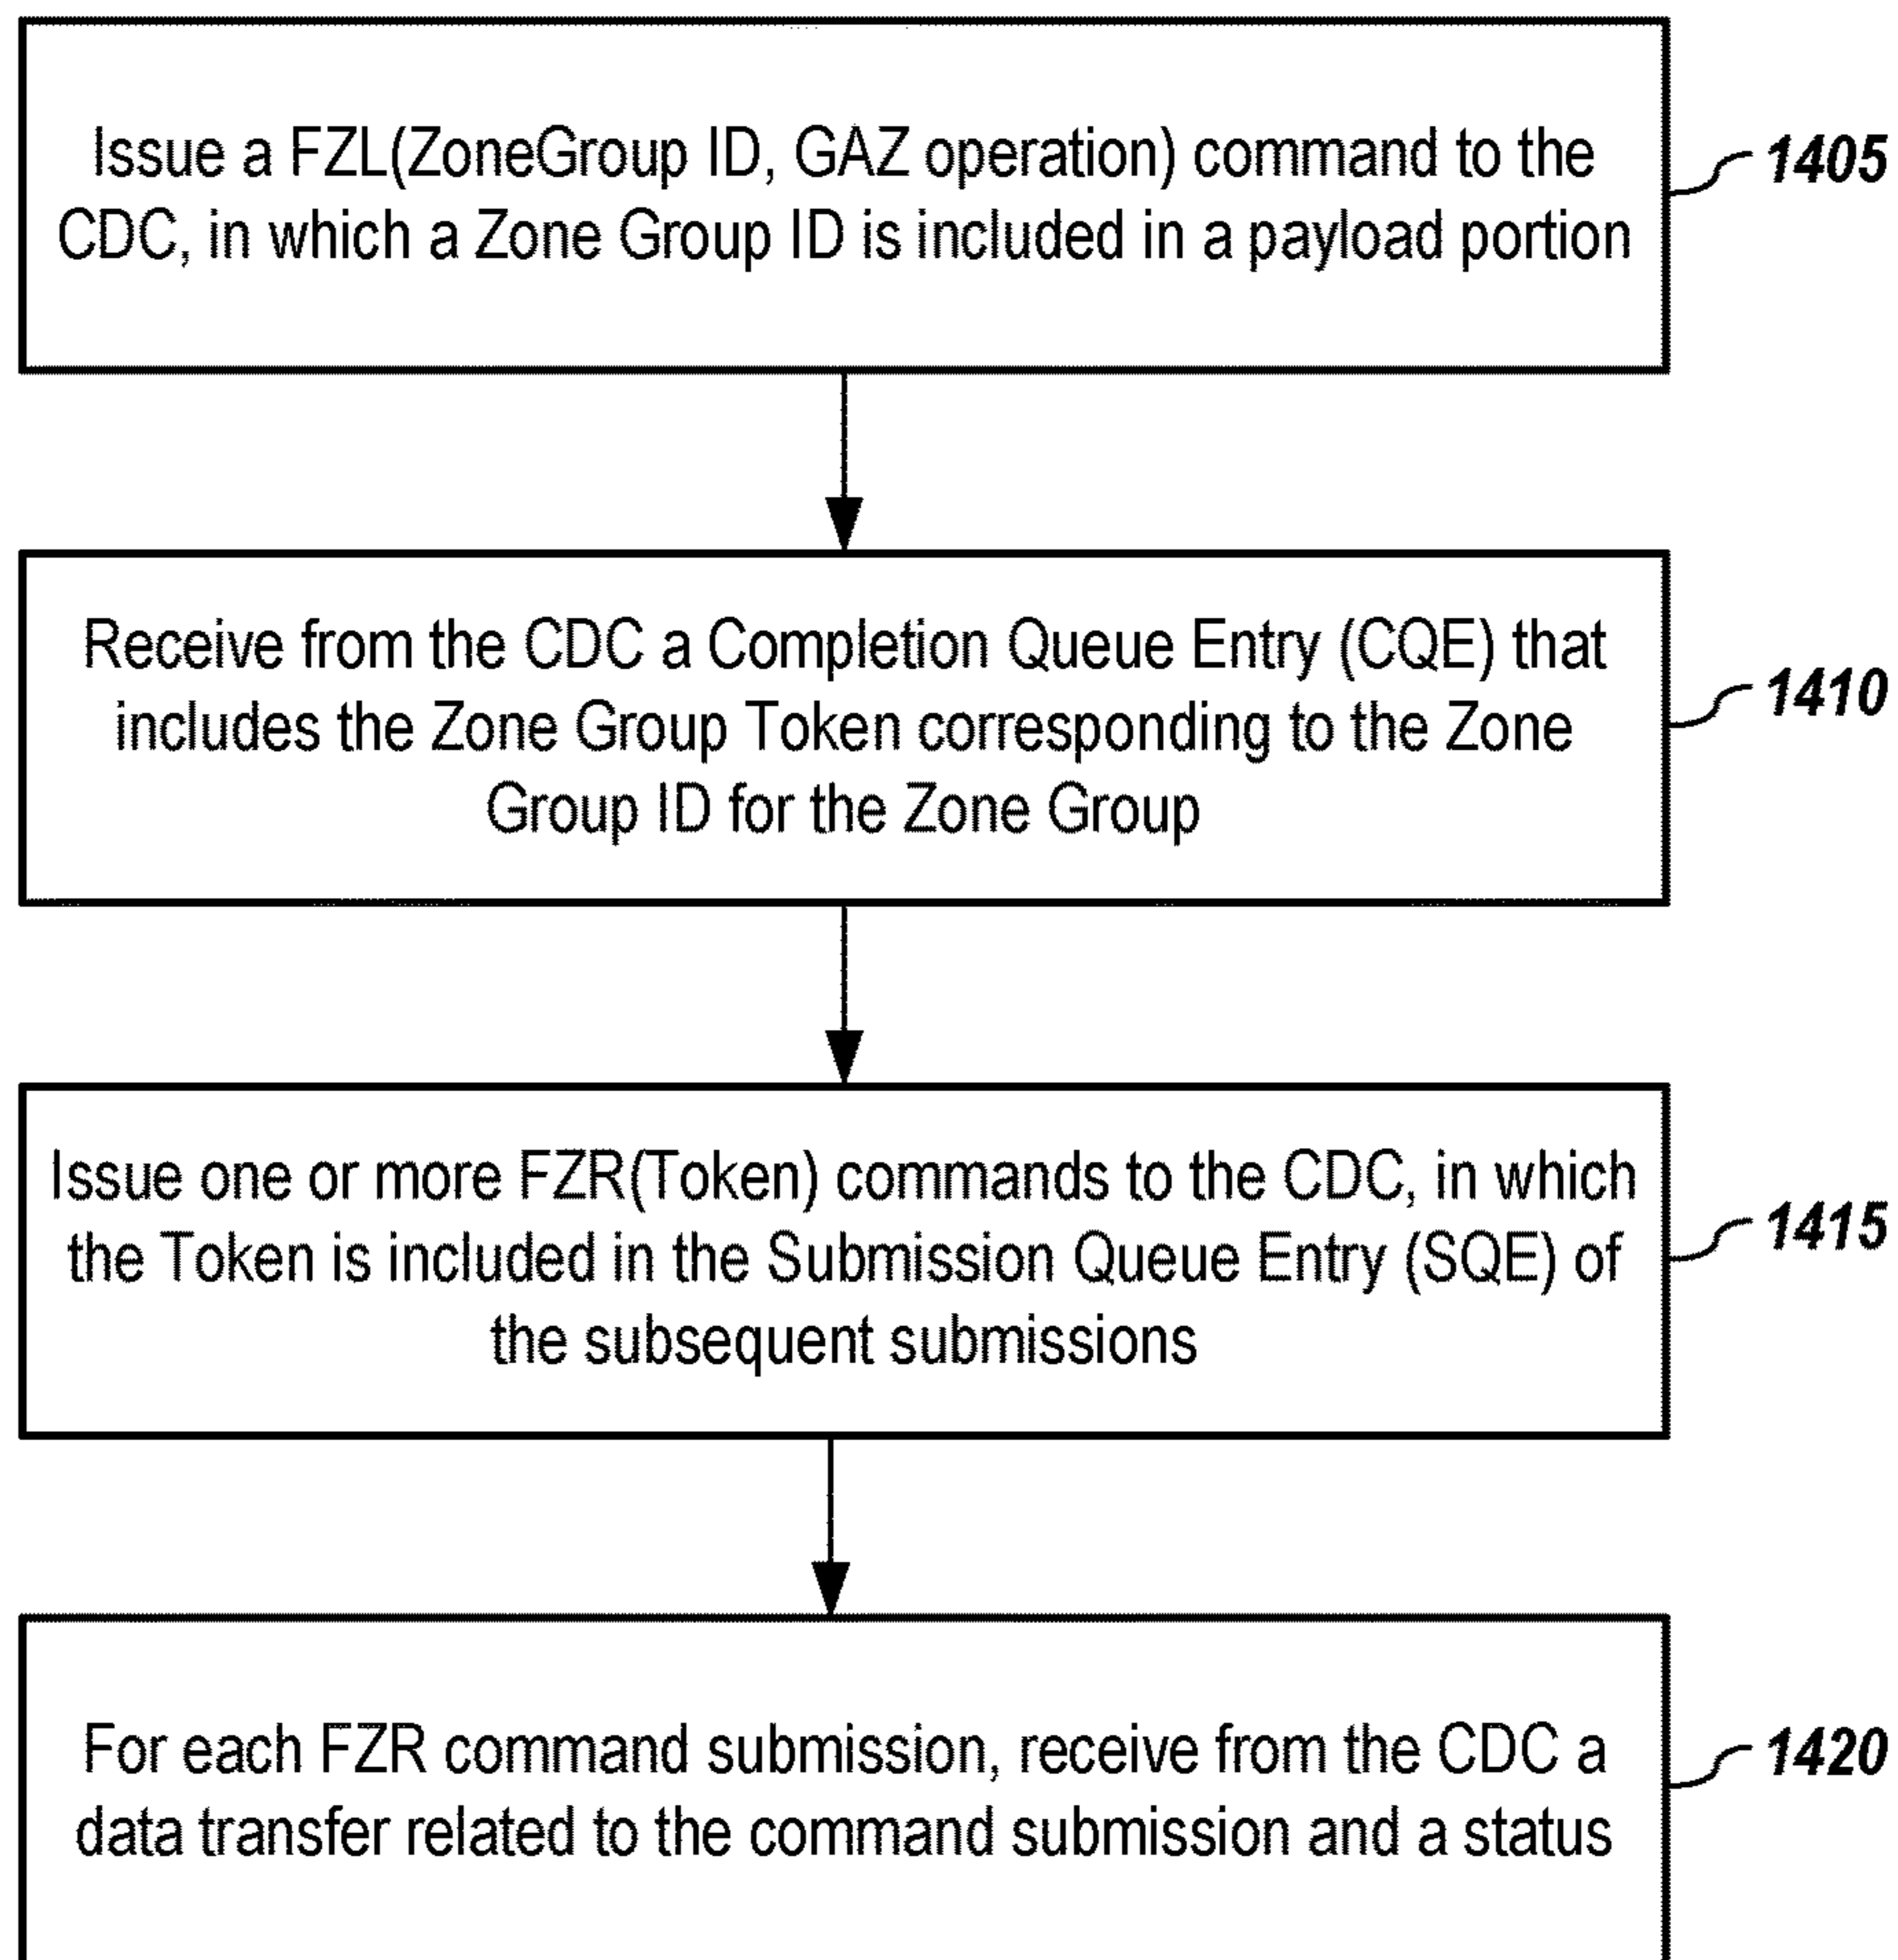 Issue a FZL(ZoneGroup ID, GAZ operation) command to the
CDC, in which a Zone Group ID is included in a payload portion
1405
Receive from the CDC a Completion Queue Entry (CQE) that
includes the Zone Group Token corresponding to the Zone
Group ID for the Zone Group
1410
Issue one or more FZR(Token) commands to the CDC, in which
the Token is included in the Submission Queue Entry (SQE) of
the subsequent submissions
1415
For each FZR command submission, receive from the CDC a
data transfer related to the command submission and a status
1420